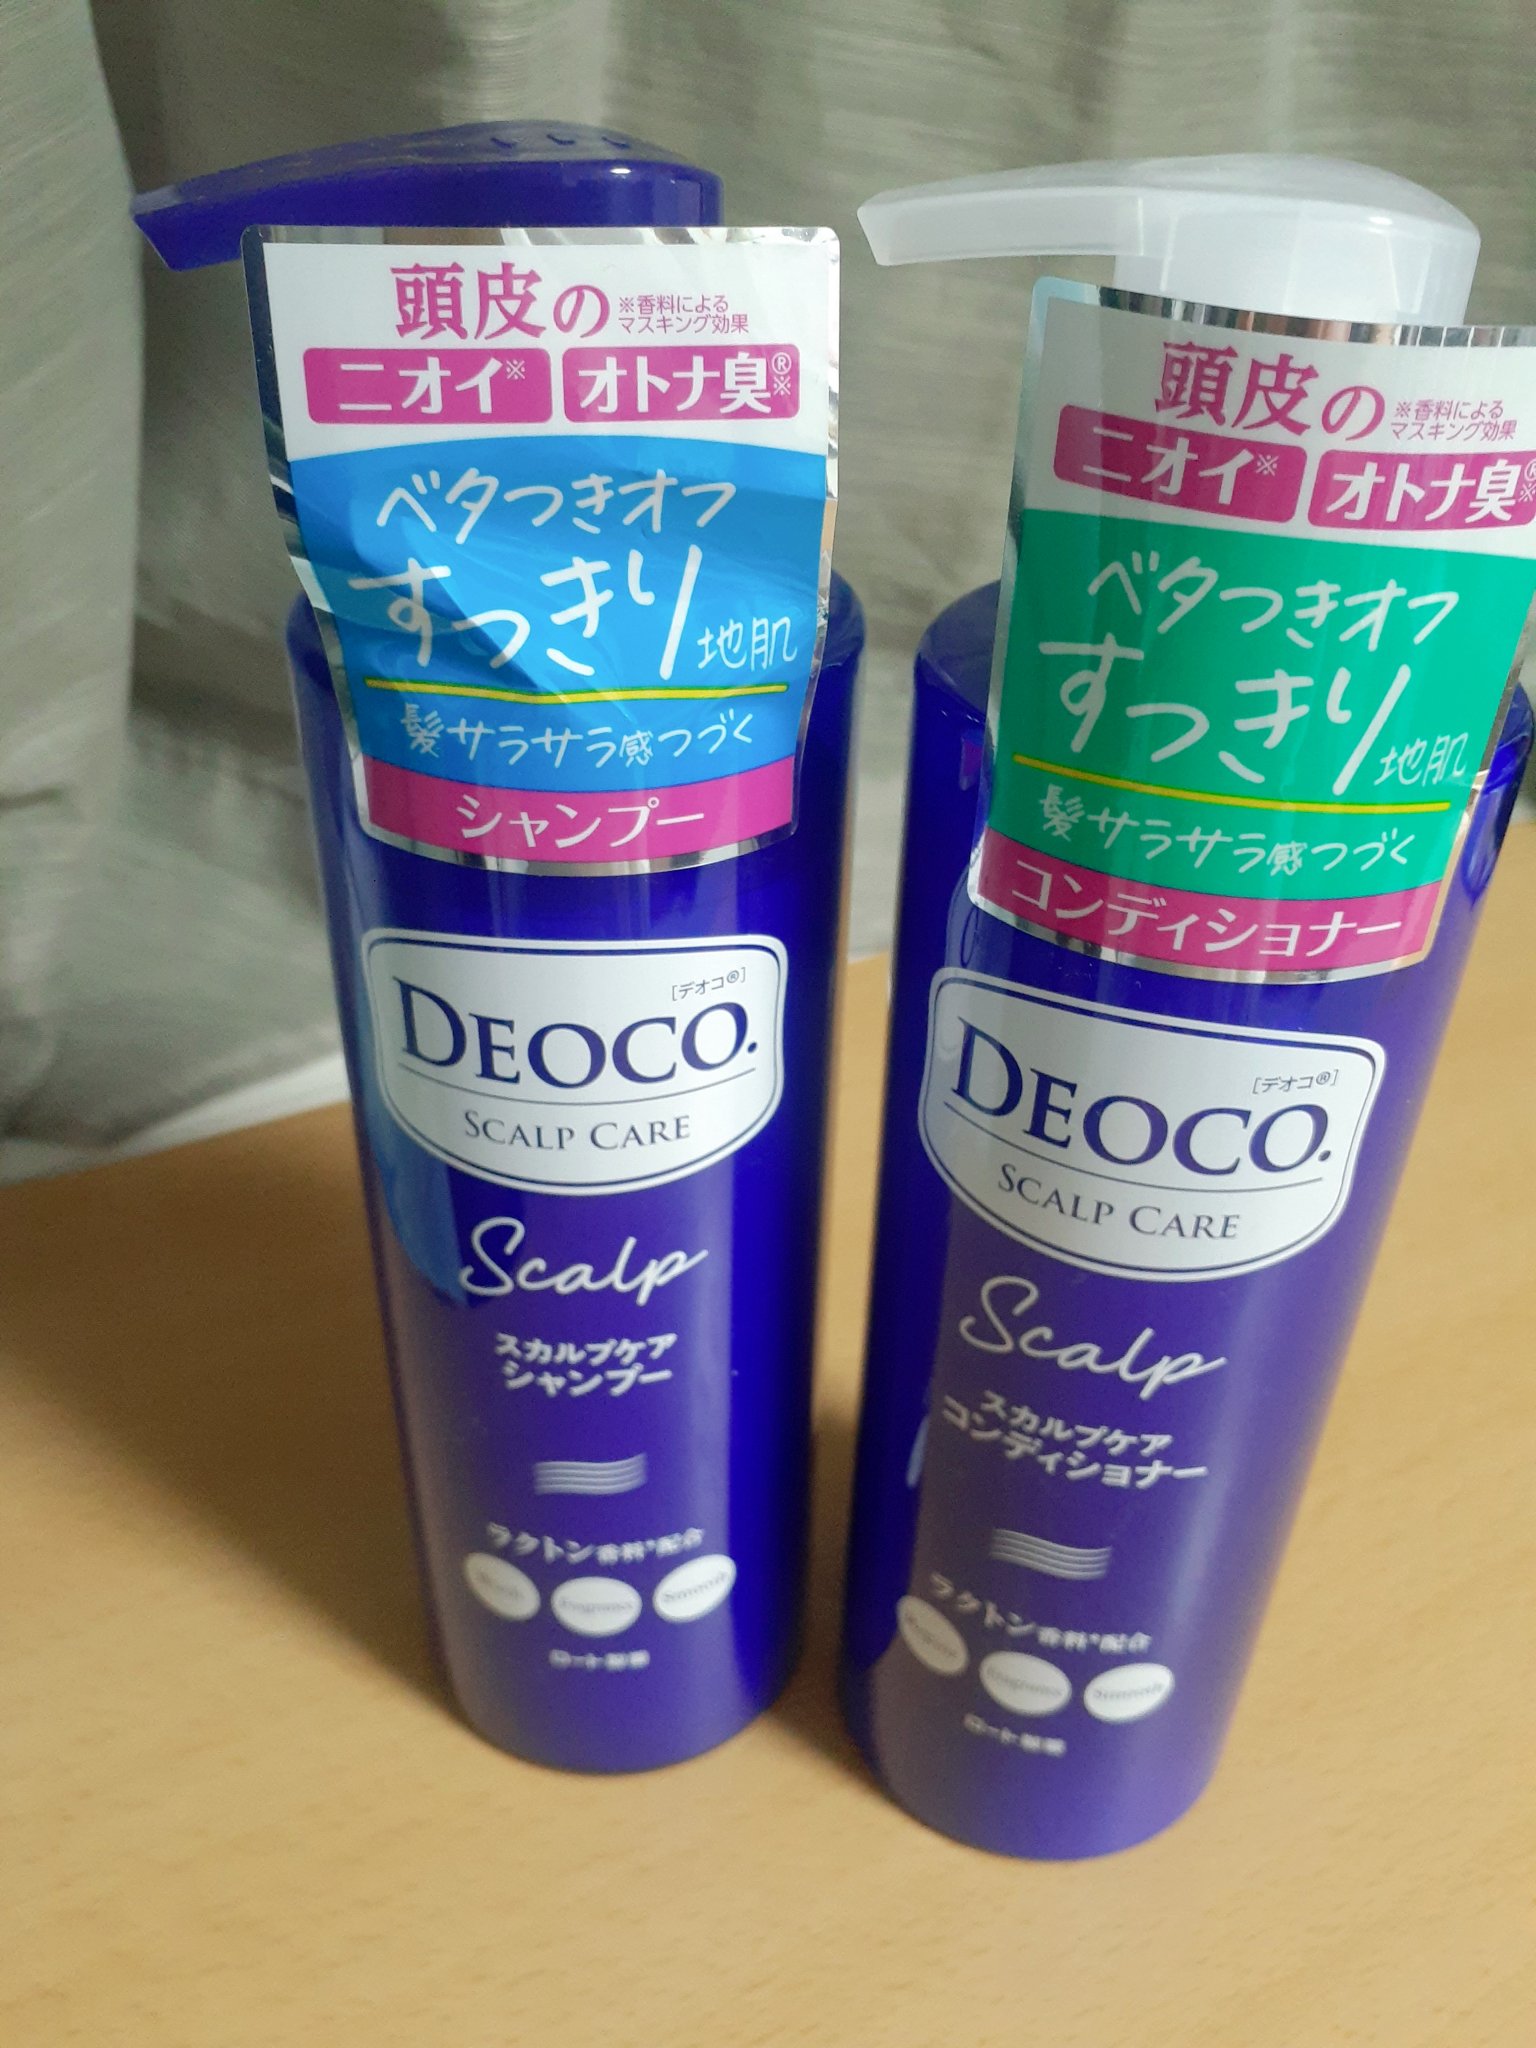 頭皮の
※香料による
マスキング効果
ニオイ※ オトナ臭®※
ベタつきオフ
すっきり地肌
髪サラサラ感つづく
シャンプー
[デオコ®]
DEOCO.
SCALP CARE
Scalp
スカルプケア
シャンプー
ラクトン香料*配合
Fragrance Smooth
ロート製薬
頭皮の
※香料による
マスキング効果
ニオイ※ オトナ臭®※
ベタつきオフ
すっきり地肌
髪サラサラ感つづく
コンディショナー
[デオコ®]
DEOCO.
SCALP CARE
Scalp
スカルプケア
コンディショナー
ラクトン香料*配合
Fragrance Smooth
ロート製薬